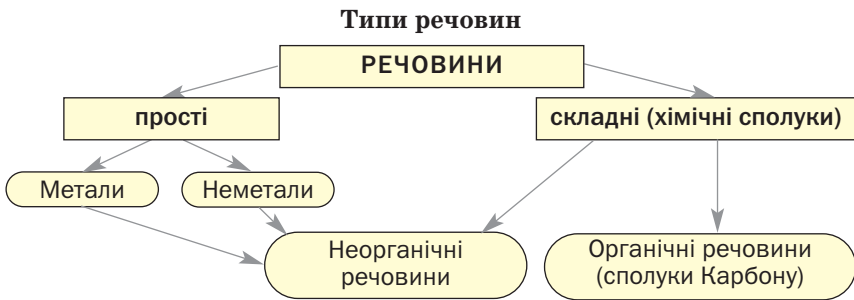 Типи речовин
РЕЧОВИНИ
прості
складні (хімічні сполуки)
Метали
Неметали
Неорганічні
речовини
Органічні речовини
(сполуки Карбону)